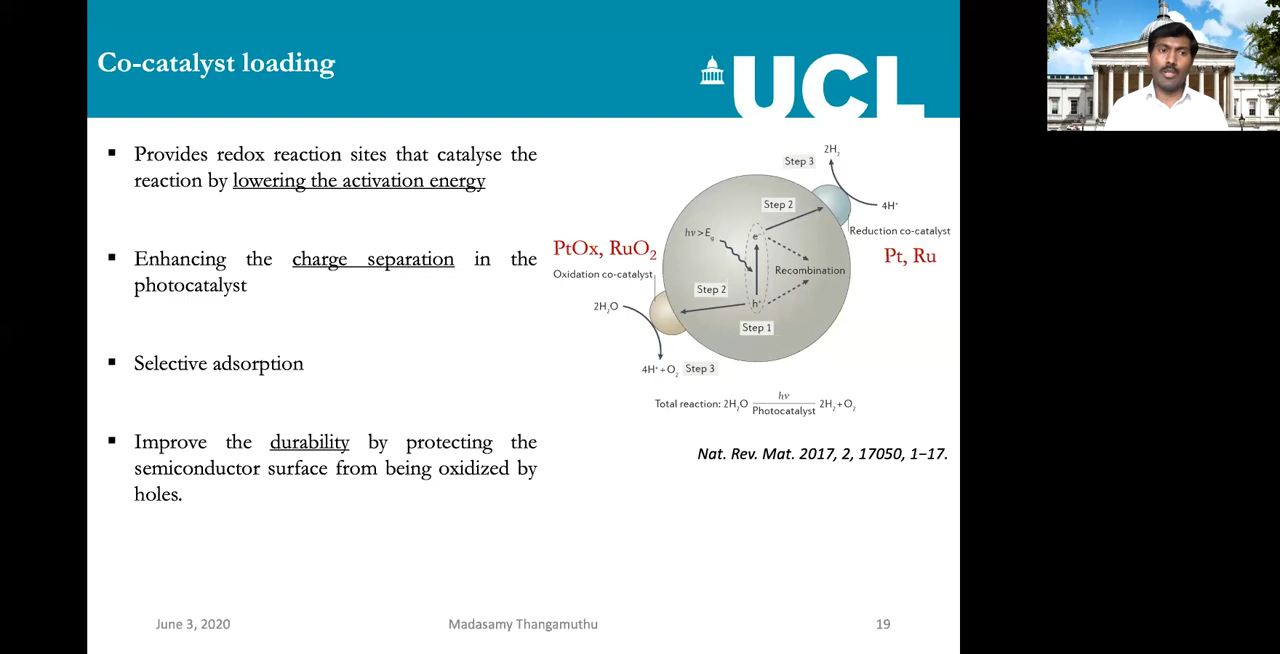 Co-catalyst loading
UCL
▪ Provides redox reaction sites that catalyse the
reaction by lowering the activation energy
▪ Enhancing the charge separation in the
photocatalyst
▪ Selective adsorption
▪ Improve the durability by protecting the
semiconductor surface from being oxidized by
holes.
2H₂
Step 3
4H⁺
Step 2
Reduction co-catalyst
Pt, Ru
hν>E_g
e⁻
PtOx, RuO₂
Oxidation co-catalyst
Recombination
Step 2
2H₂O
h⁺
Step 1
4H⁺+O₂ Step 3
Total reaction: 2H₂O hν Photocatalyst 2H₂+O₂
Nat. Rev. Mat. 2017, 2, 17050, 1–17.
June 3, 2020 Madasamy Thangamuthu 19